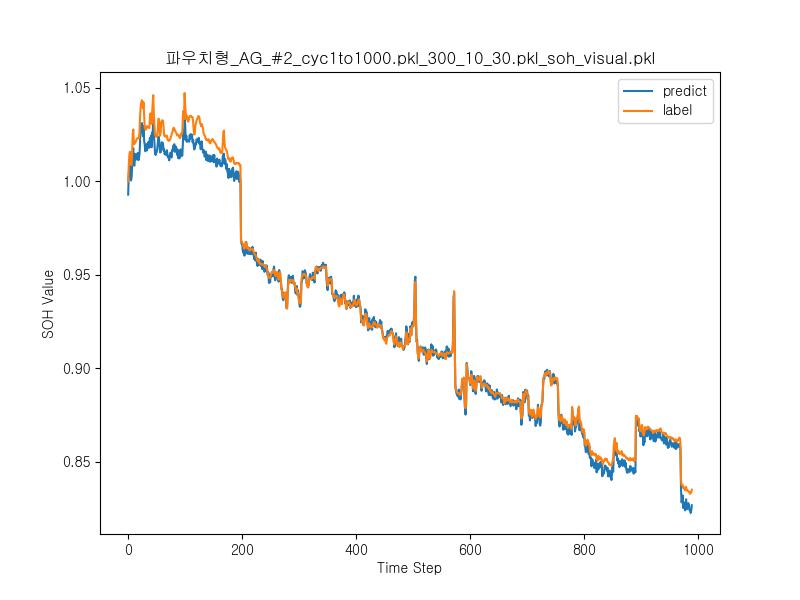 파우치형_AG_#2_cyc1to1000.pkl_300_10_30.pkl_soh_visual.pkl
predict
label
SOH Value
1.05
1.00
0.95
0.90
0.85
0 200 400 600 800 1000
Time Step